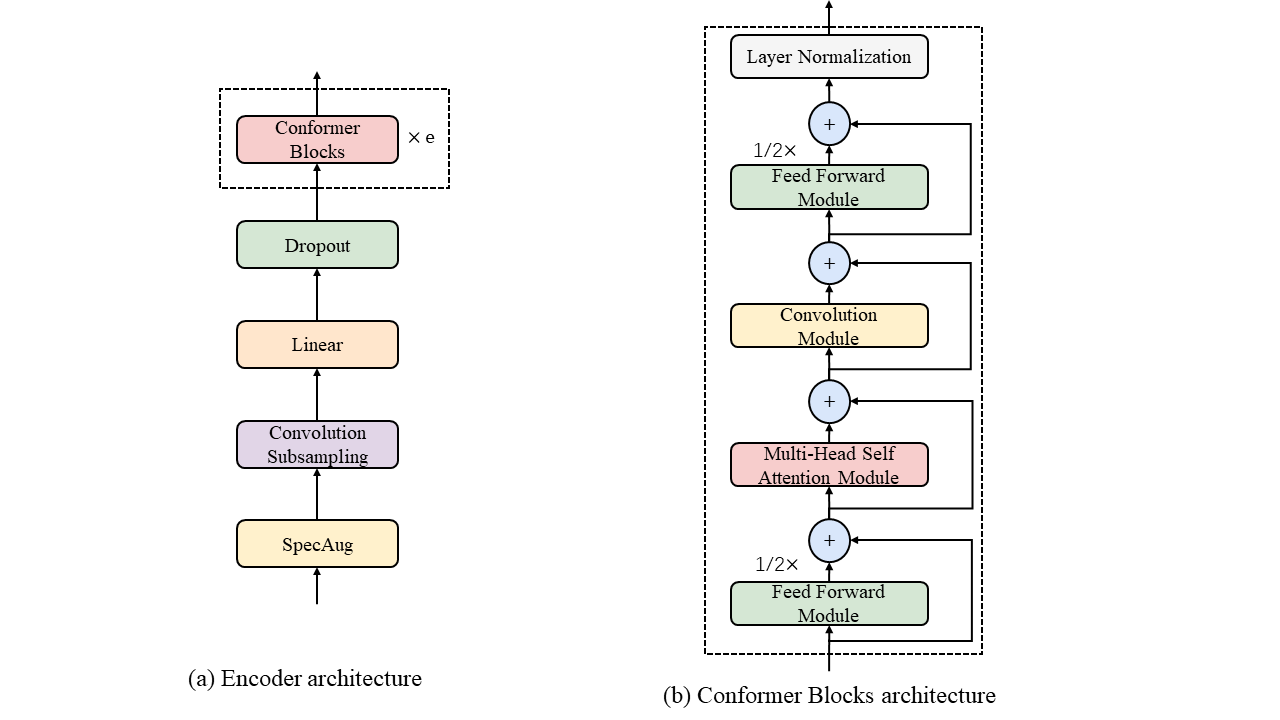 Conformer
Blocks
× e
Dropout
Linear
Convolution
Subsampling
SpecAug
(a) Encoder architecture
Layer Normalization
+
1/2×
Feed Forward
Module
+
Convolution
Module
+
Multi-Head Self
Attention Module
+
1/2×
Feed Forward
Module
(b) Conformer Blocks architecture